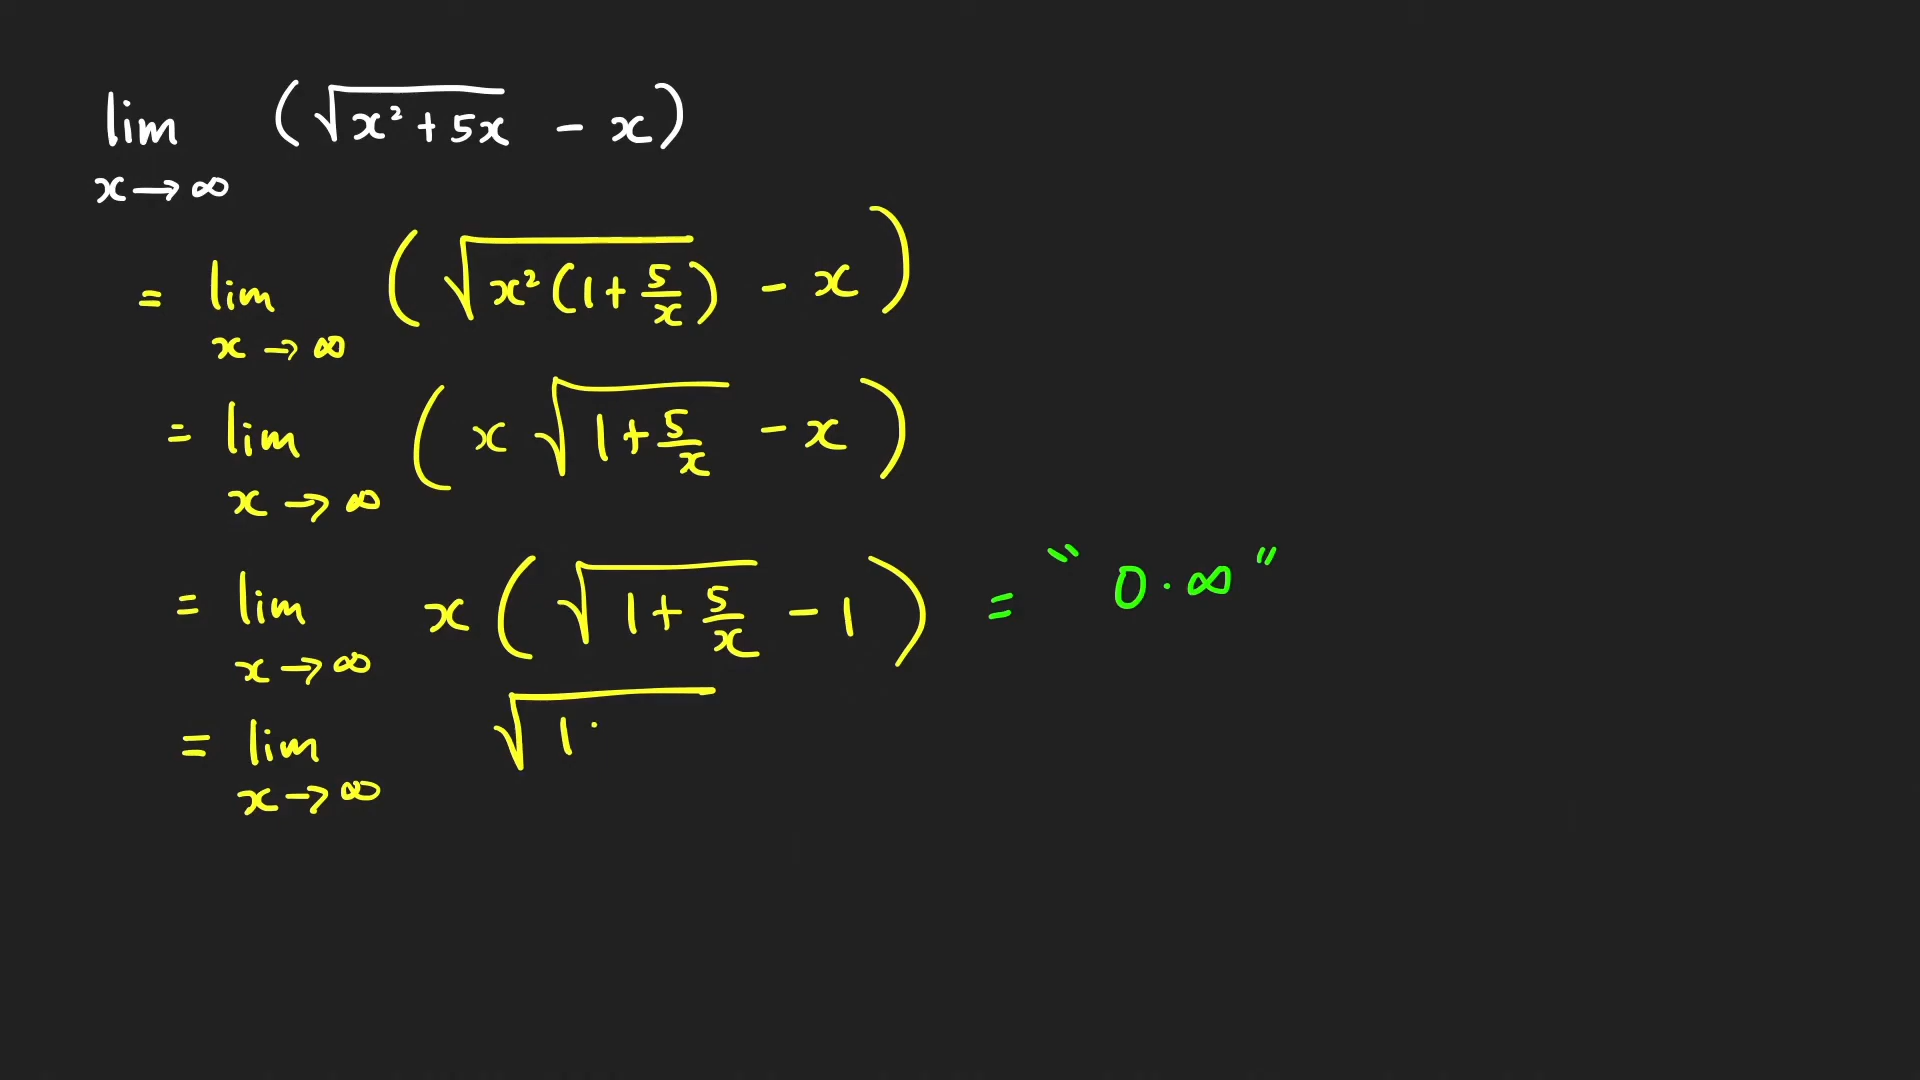 lim (√(x² + 5x) - x)
x → ∞
= lim (√(x²(1 + 5/x)) - x)
x → ∞
= lim (x √(1 + 5/x) - x)
x → ∞
= lim x(√(1 + 5/x) - 1) = "0 · ∞"
x → ∞
= lim √(1 ·
x → ∞